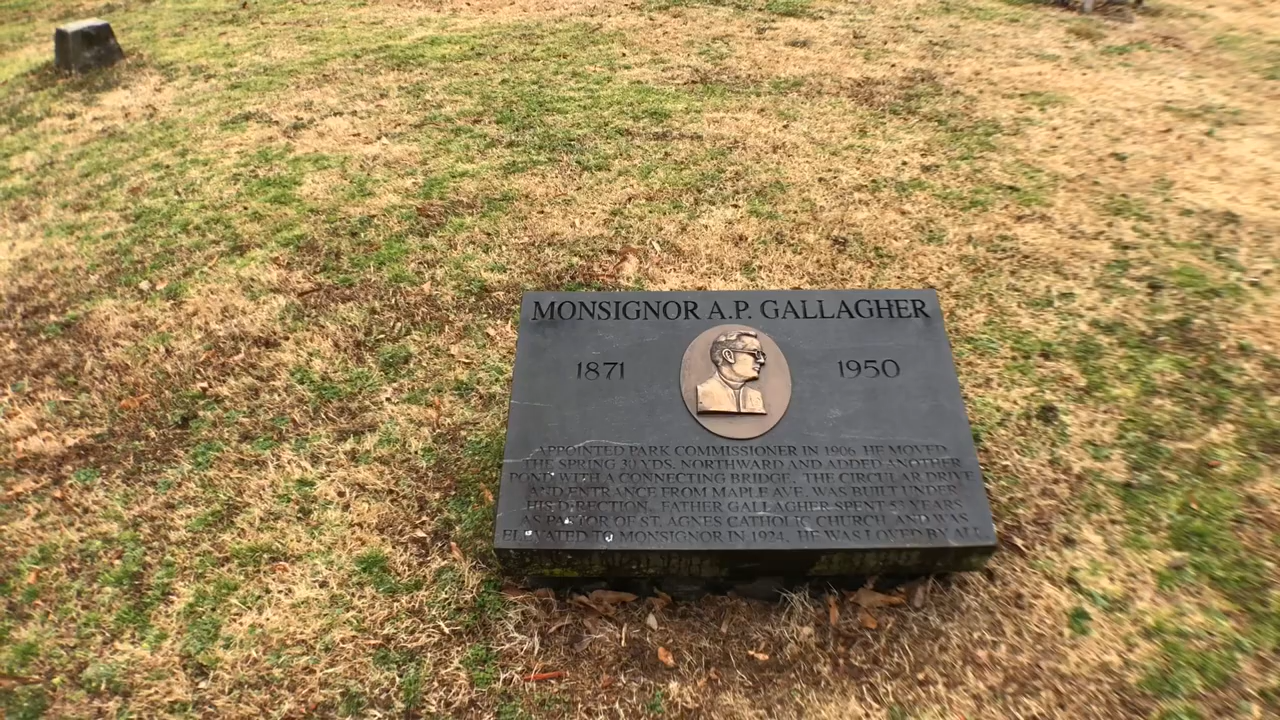 MONSIGNOR A.P. GALLAGHER
1871 1950
APPOINTED PARK COMMISSIONER IN 1906. HE MOVED
THE SPRING 30 YDS. NORTHWARD AND ADDED ANOTHER
POND WITH A CONNECTING BRIDGE. THE CIRCULAR DRIVE
AND ENTRANCE FROM MAPLE AVE. WAS BUILT UNDER
HIS DIRECTION. FATHER GALLAGHER SPENT YEARS
AS PASTOR OF ST. AGNES CATHOLIC CHURCH AND WAS
ELEVATED TO MONSIGNOR IN 1924. HE WAS LOVED BY ALL